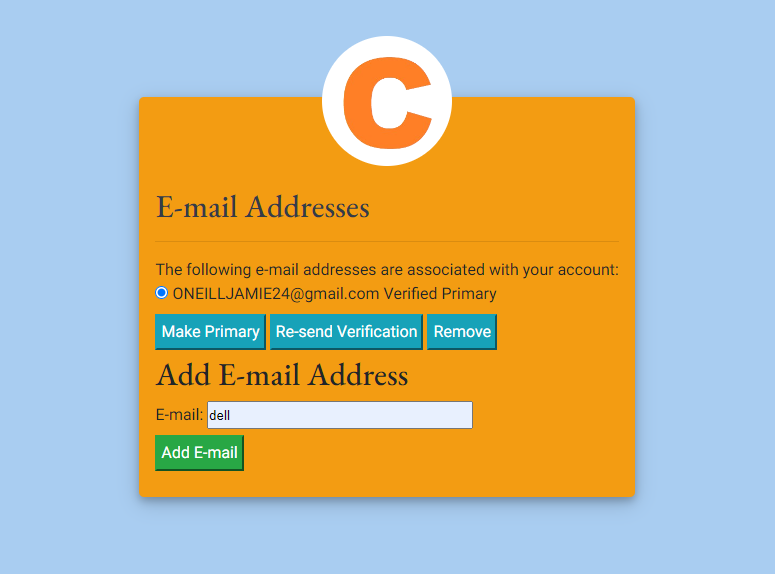 C
E-mail Addresses
The following e-mail addresses are associated with your account:
ONEILLJAMIE24@gmail.com Verified Primary
Make Primary Re-send Verification Remove
Add E-mail Address
E-mail: dell
Add E-mail